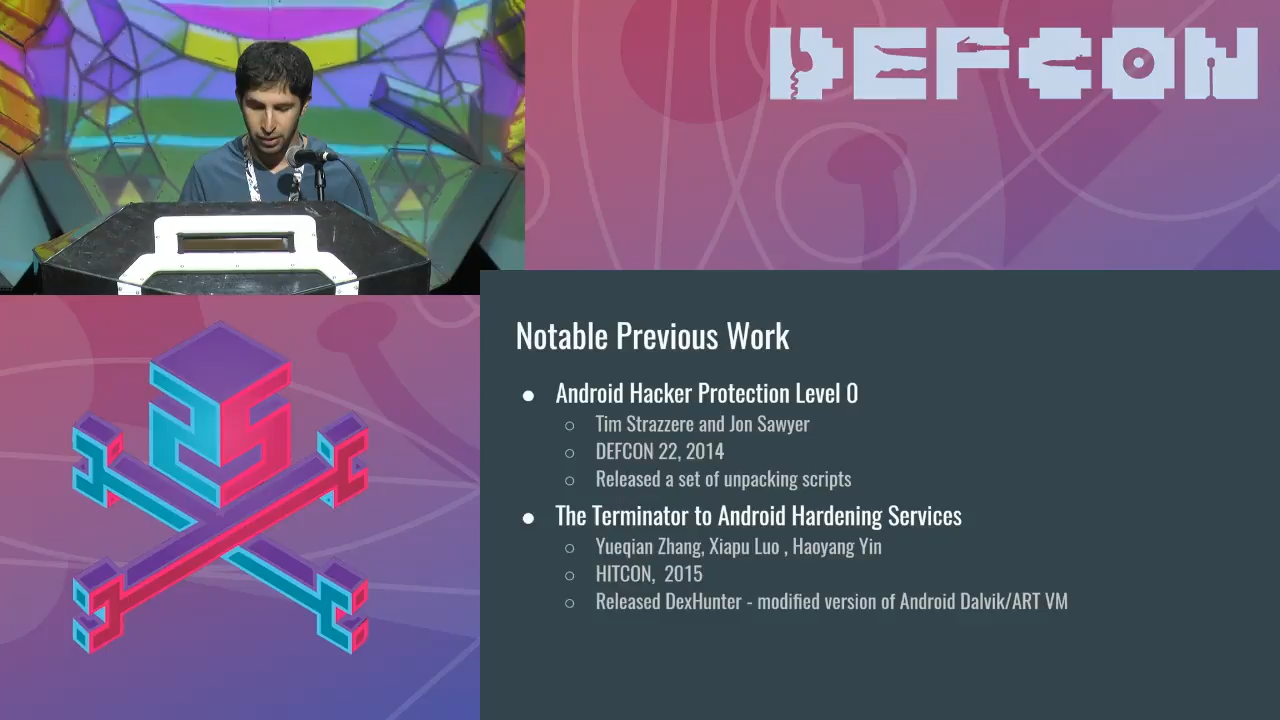 DEFCON
25
Notable Previous Work
● Android Hacker Protection Level 0
○ Tim Strazzere and Jon Sawyer
○ DEFCON 22, 2014
○ Released a set of unpacking scripts
● The Terminator to Android Hardening Services
○ Yueqian Zhang, Xiapu Luo , Haoyang Yin
○ HITCON, 2015
○ Released DexHunter - modified version of Android Dalvik/ART VM